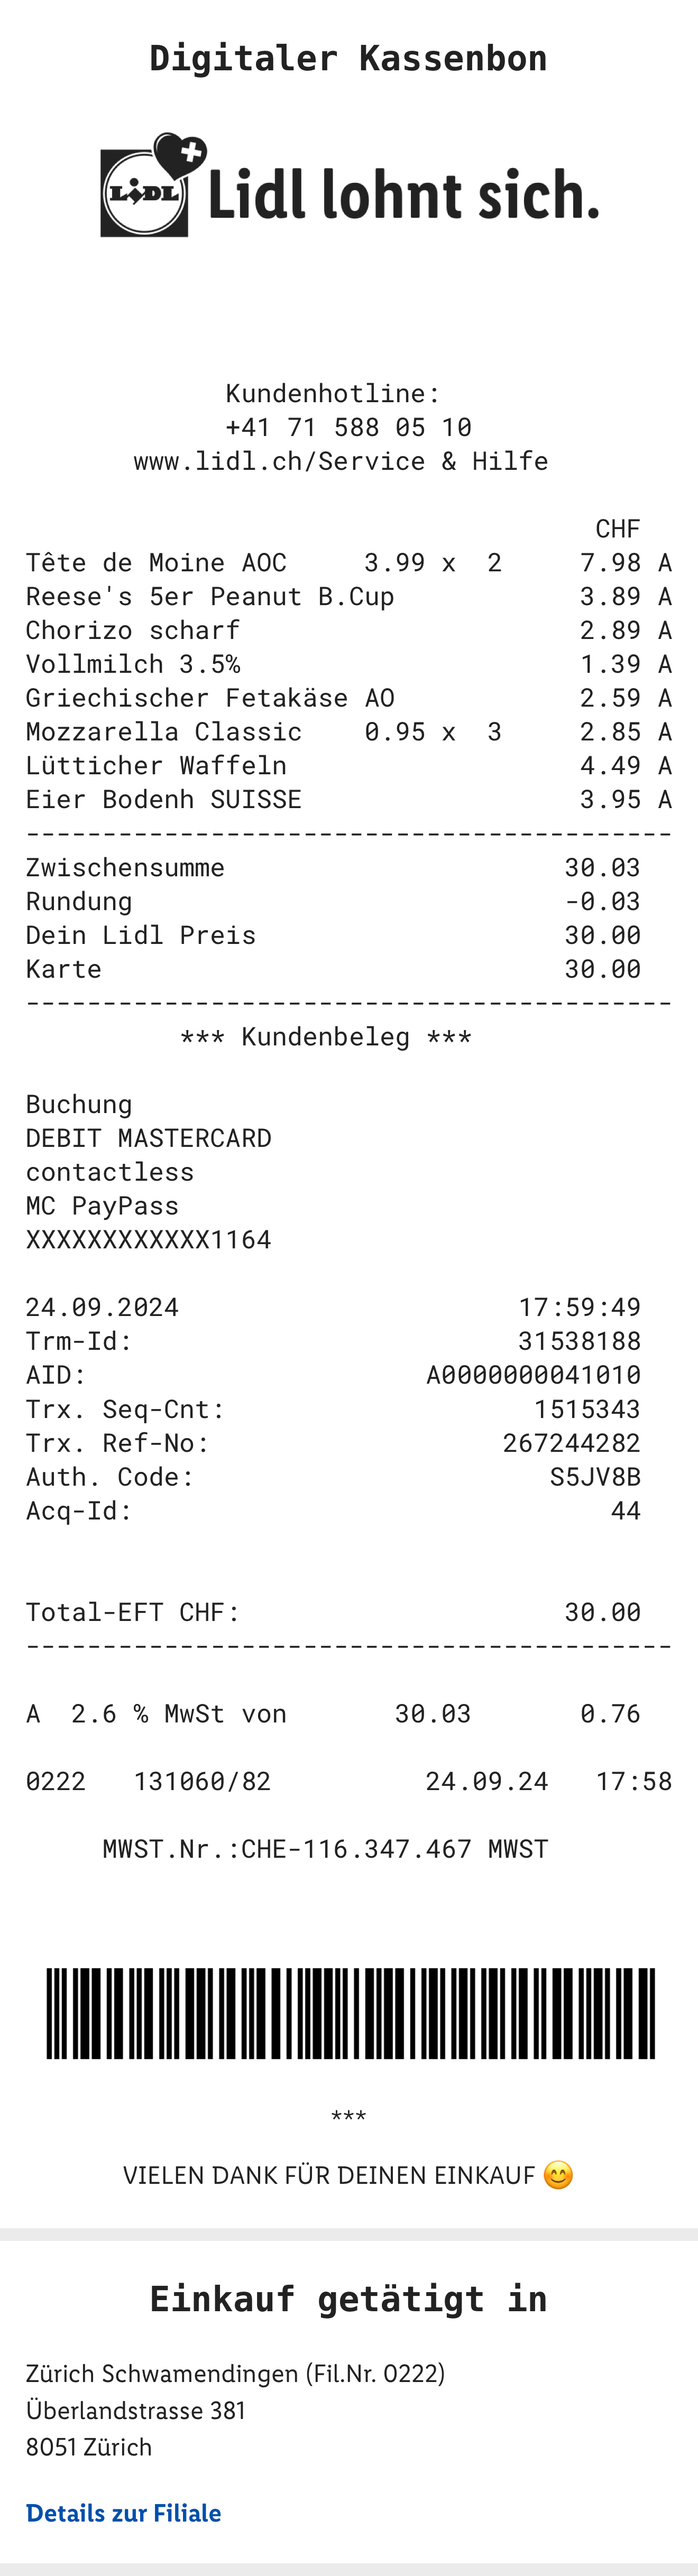 Digitaler Kassenbon
LIDL Lidl lohnt sich.
Kundenhotline:
+41 71 588 05 10
www.lidl.ch/Service & Hilfe
CHF
Tête de Moine AOC 3.99 x 2 7.98 A
Reese's 5er Peanut B.Cup 3.89 A
Chorizo scharf 2.89 A
Vollmilch 3.5% 1.39 A
Griechischer Fetakäse AO 2.59 A
Mozzarella Classic 0.95 x 3 2.85 A
Lütticher Waffeln 4.49 A
Eier Bodenh SUISSE 3.95 A
------------------------------------------
Zwischensumme 30.03
Rundung -0.03
Dein Lidl Preis 30.00
Karte 30.00
------------------------------------------
*** Kundenbeleg ***
Buchung
DEBIT MASTERCARD
contactless
MC PayPass
XXXXXXXXXXXX1164
24.09.2024 17:59:49
Trm-Id: 31538188
AID: A0000000041010
Trx. Seq-Cnt: 1515343
Trx. Ref-No: 267244282
Auth. Code: S5JV8B
Acq-Id: 44
Total-EFT CHF: 30.00
------------------------------------------
A 2.6 % MwSt von 30.03 0.76
0222 131060/82 24.09.24 17:58
MWST.Nr.:CHE-116.347.467 MWST
***
VIELEN DANK FÜR DEINEN EINKAUF 😊
Einkauf getätigt in
Zürich Schwamendingen (Fil.Nr. 0222)
Überlandstrasse 381
8051 Zürich
Details zur Filiale